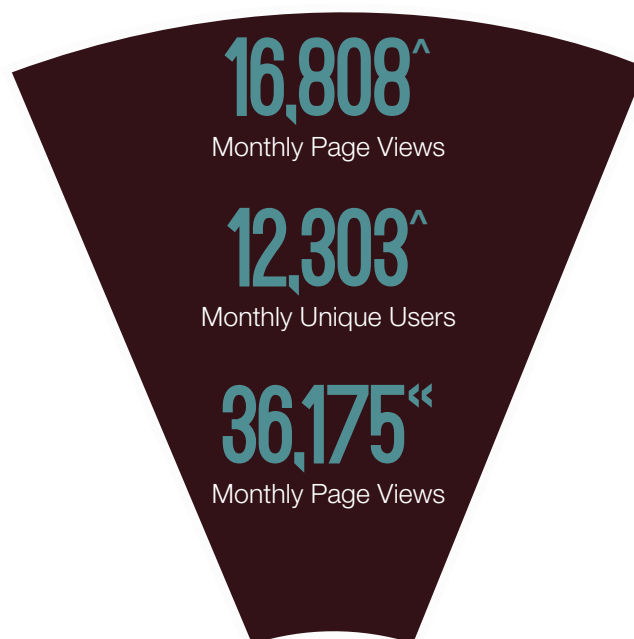 16,808^
Monthly Page Views
12,303^
Monthly Unique Users
36,175«
Monthly Page Views